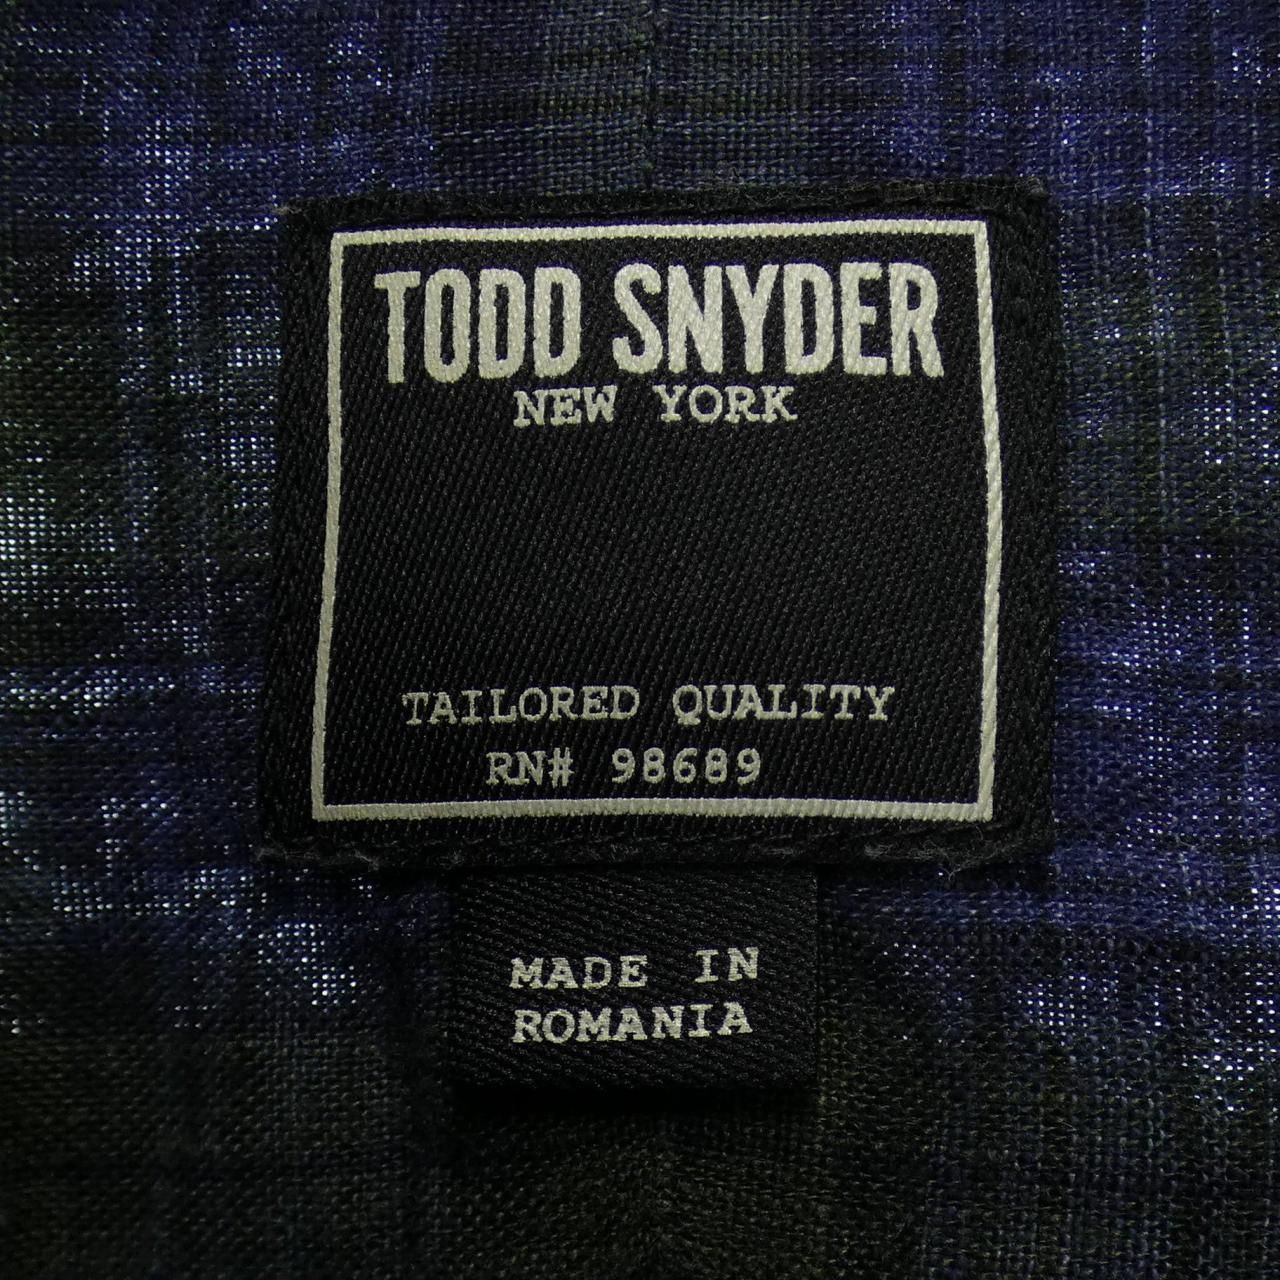 TODD SNYDER
NEW YORK
TAILORED QUALITY
RN# 98689
MADE IN
ROMANIA